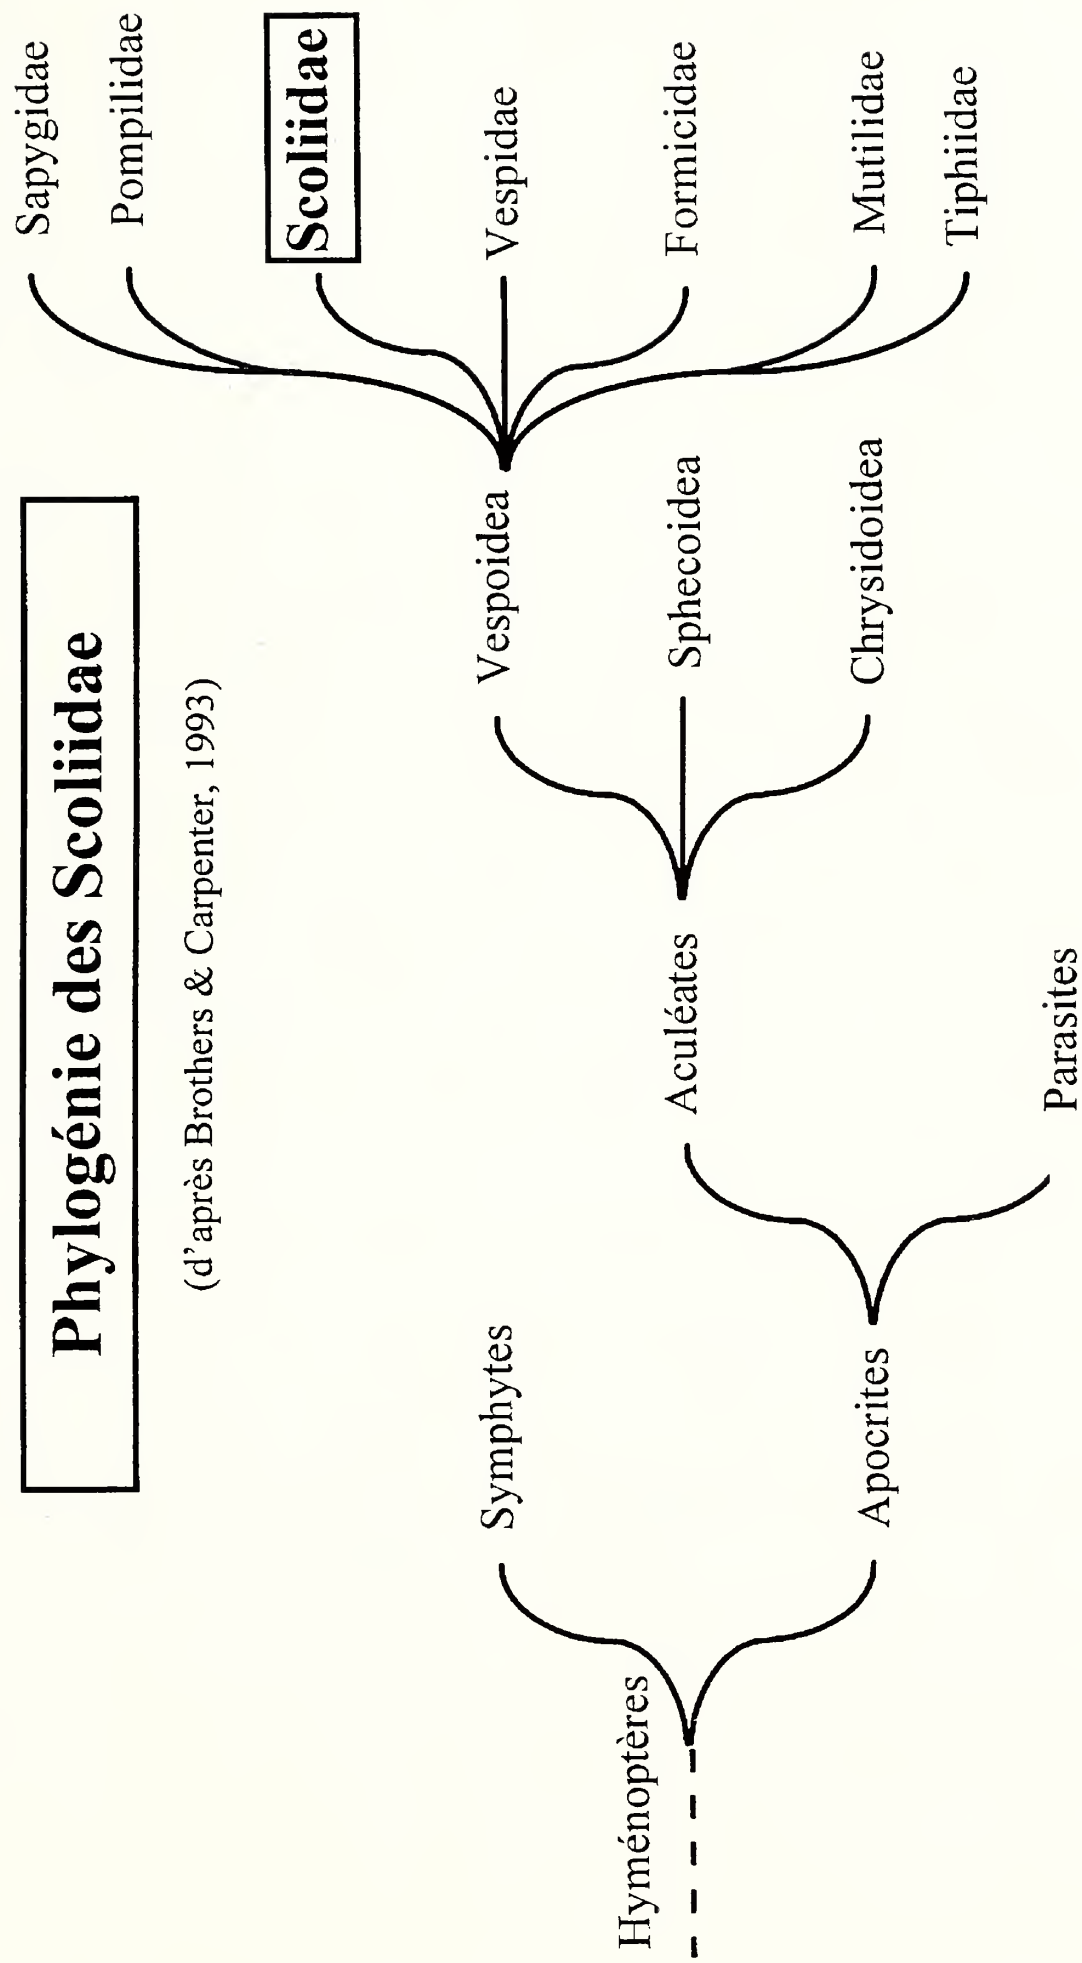 Phylogénie des Scoliidae
(d'après Brothers & Carpenter, 1993)
Hyménoptères
Symphytes
Apocrites
Aculéates
Parasites
Vespoidea
Sphecoidea
Chrysidoidea
Sapygidae
Pompilidae
Scoliidae
Vespidae
Formicidae
Mutilidae
Tiphiidae